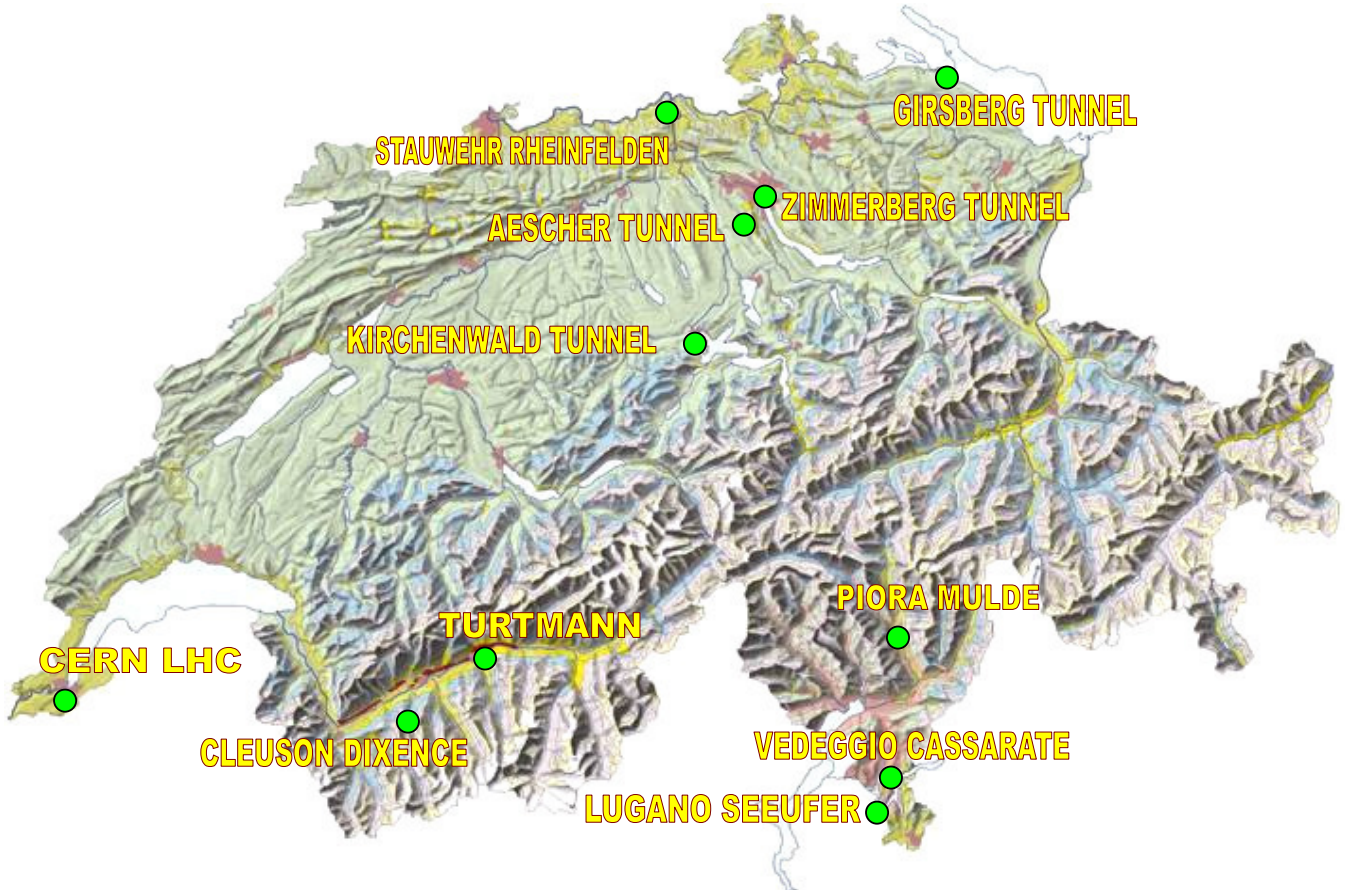 GIRSBERG TUNNEL
STAUWEHR RHEINFELDEN
ZIMMERBERG TUNNEL
AESCHER TUNNEL
KIRCHENWALD TUNNEL
PIORA MULDE
TURTMANN
CERN LHC
CLEUSON DIXENCE
VEDEGGIO CASSARATE
LUGANO SEEUFER